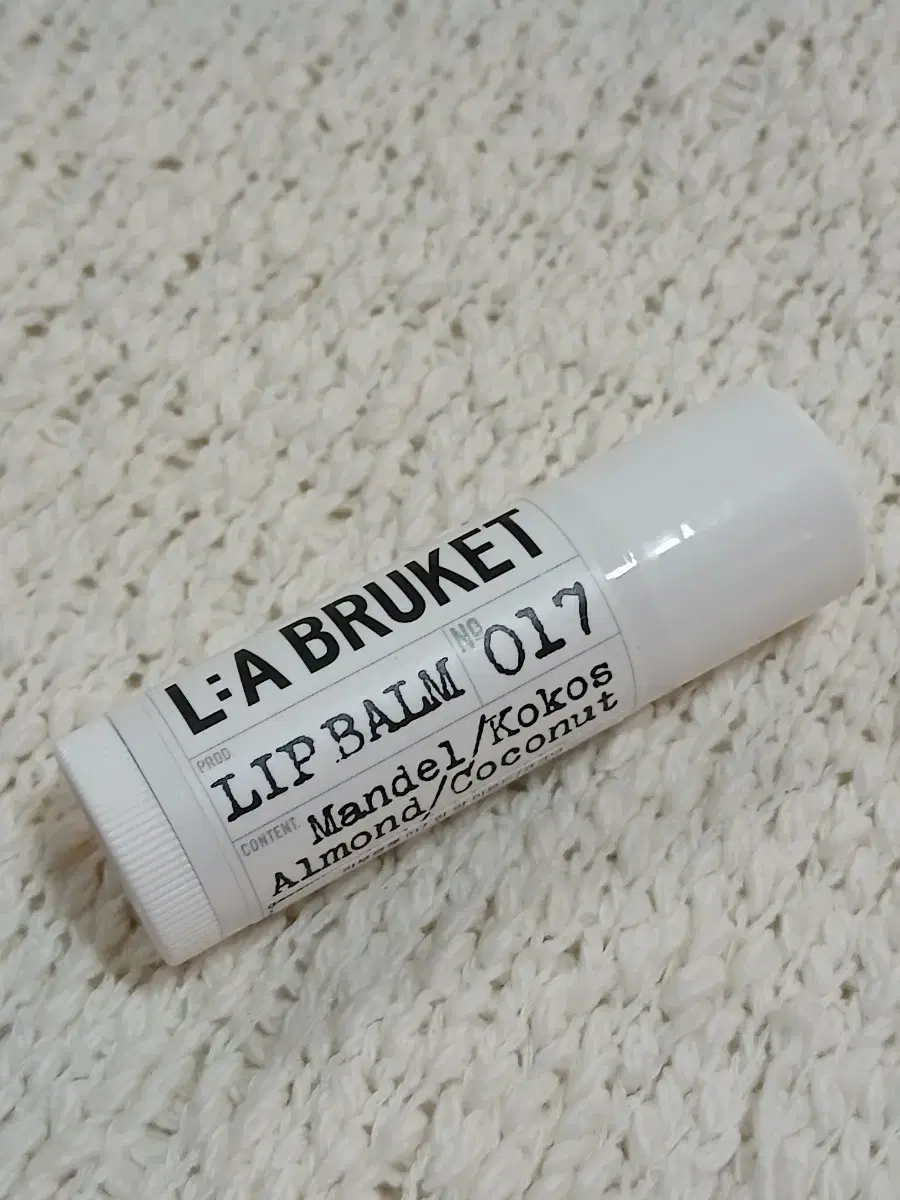 L:A BRUKET
PROD
LIP BALM
NO
017
CONTENT.
Mandel/Kokos
Almond/Coconut